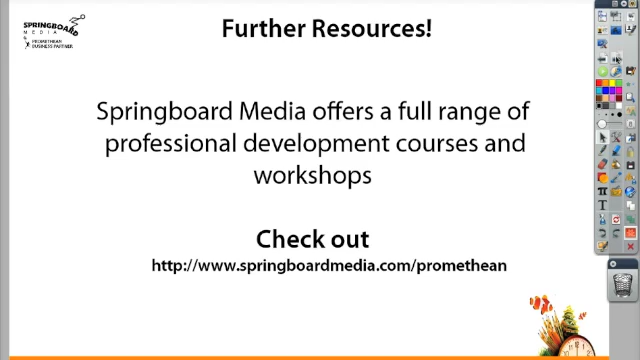 SPRINGBOARD
MEDIA
PROMETHEAN
BUSINESS PARTNER
Further Resources!
Springboard Media offers a full range of
professional development courses and
workshops
Check out
http://www.springboardmedia.com/promethean